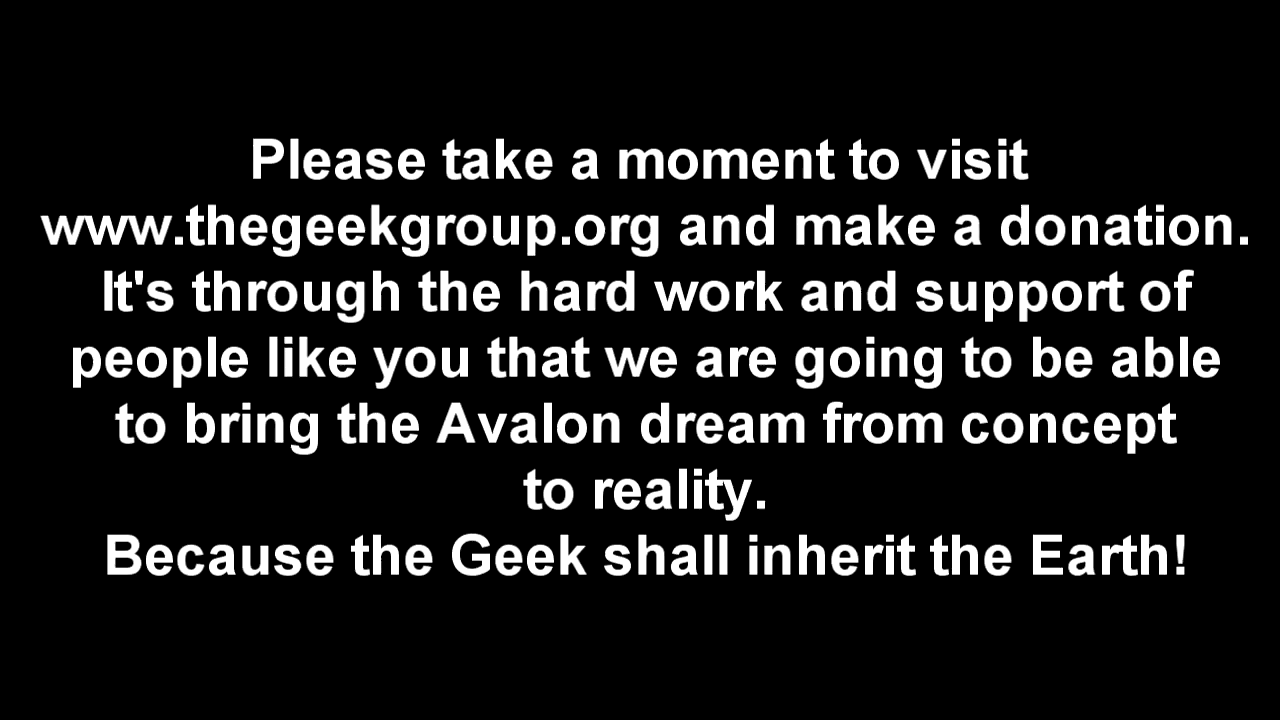 Please take a moment to visit
www.thegeekgroup.org and make a donation.
It's through the hard work and support of
people like you that we are going to be able
to bring the Avalon dream from concept
to reality.
Because the Geek shall inherit the Earth!